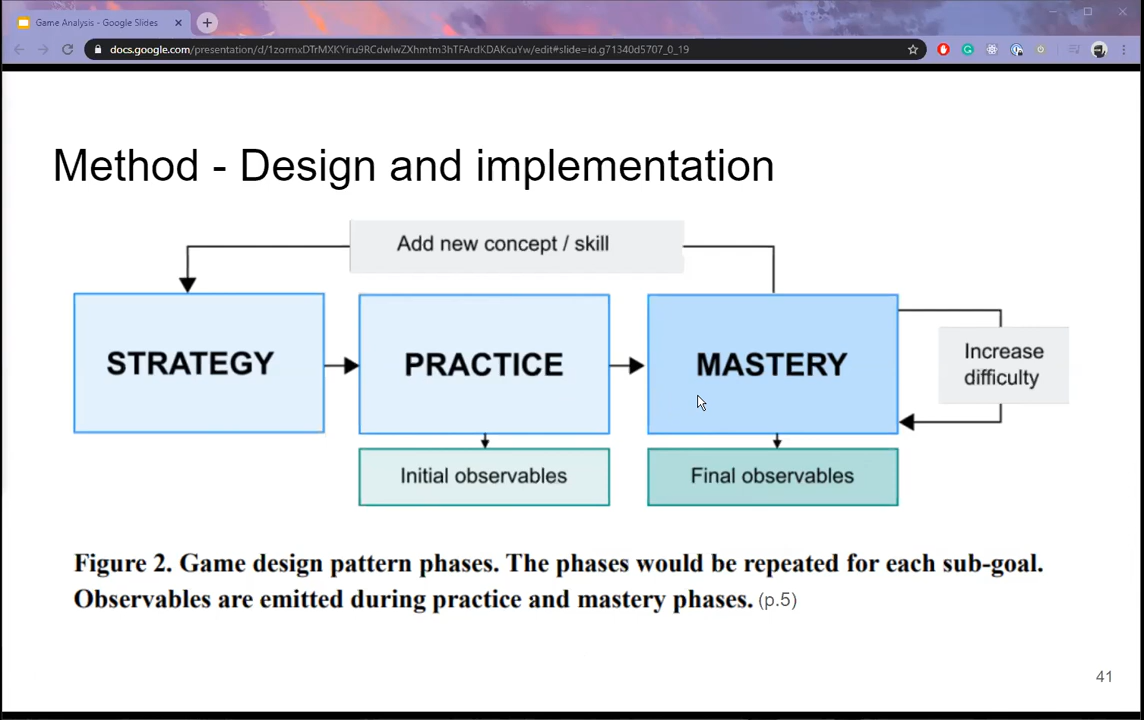 Game Analysis - Google Slides
docs.google.com/presentation/d/1zormxDTrMXKYiru9RCdwlwZXhmtm3hTFArdKDAKcuYw/edit#slide=id.g71340d5707_0_19
Method - Design and implementation
Add new concept / skill
STRATEGY
PRACTICE
MASTERY
Increase
difficulty
Initial observables
Final observables
Figure 2. Game design pattern phases. The phases would be repeated for each sub-goal.
Observables are emitted during practice and mastery phases. (p.5)
41